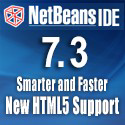 NetBeans IDE
7.3
Smarter and Faster
New HTML5 Support